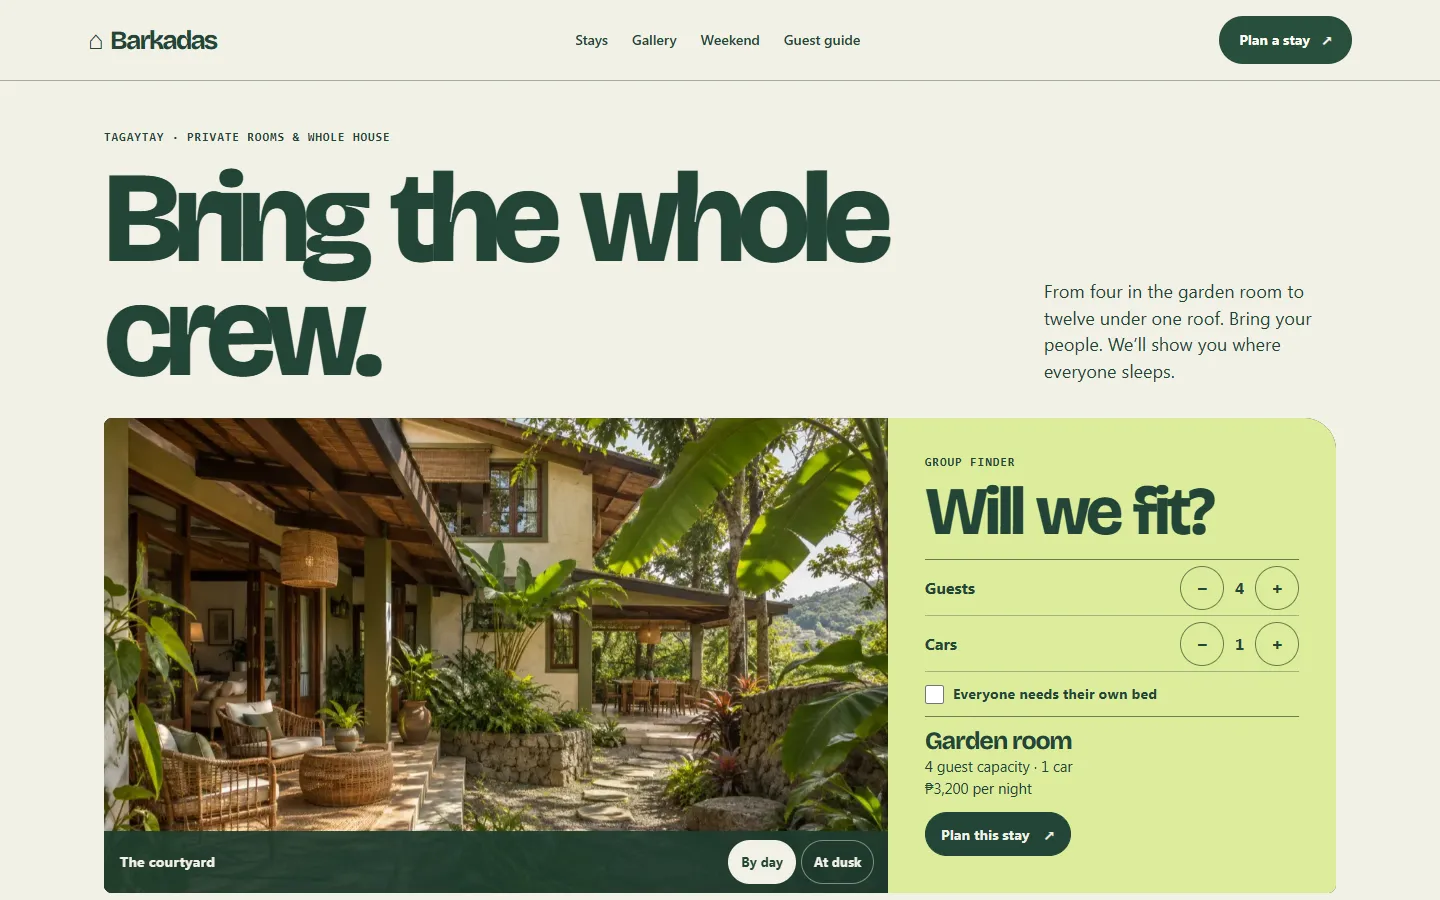 Barkadas
Stays
Gallery
Weekend
Guest guide
Plan a stay ↗
TAGAYTAY · PRIVATE ROOMS & WHOLE HOUSE
Bring the whole
crew.
From four in the garden room to
twelve under one roof. Bring your
people. We’ll show you where
everyone sleeps.
The courtyard
By day
At dusk
GROUP FINDER
Will we fit?
Guests
− 4 +
Cars
− 1 +
Everyone needs their own bed
Garden room
4 guest capacity · 1 car
₱3,200 per night
Plan this stay ↗